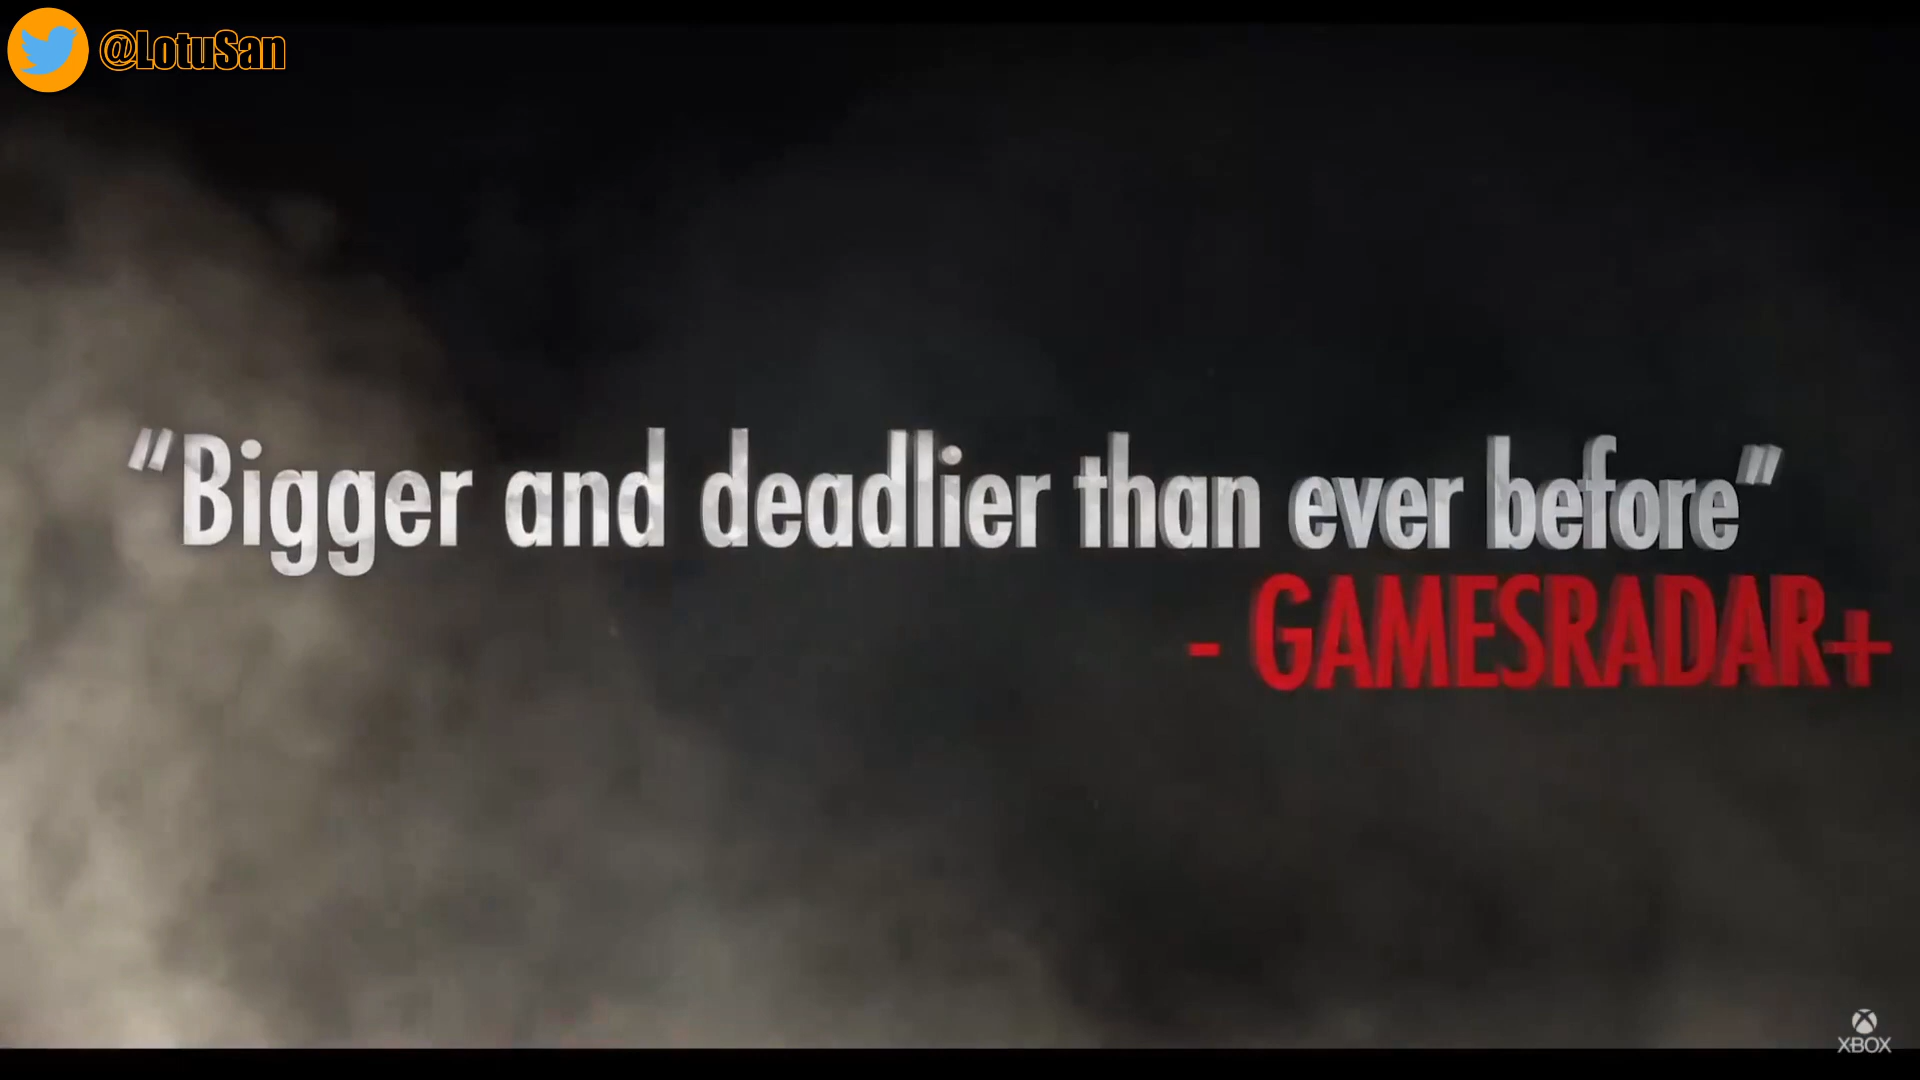 @LotuSan
"Bigger and deadlier than ever before"
- GAMESRADAR+
XBOX